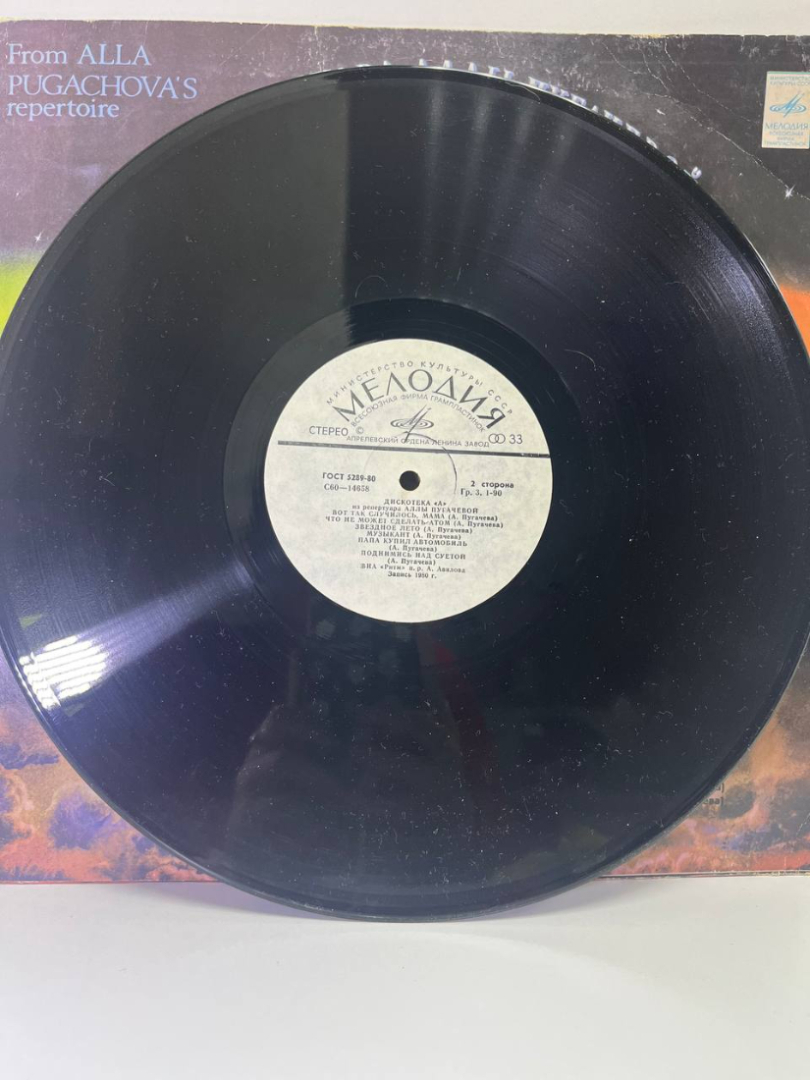 From ALLA
PUGACHOVA'S
repertoire
МЕЛОДИЯ
МИНИСТЕРСТВО КУЛЬТУРЫ СССР
МЕЛОДИЯ
ВСЕСОЮЗНАЯ ФИРМА ГРАМПЛАСТИНОК
СТЕРЕО © 33
АПРЕЛЕВСКИЙ ОРДЕНА ЛЕНИНА ЗАВОД
ГОСТ 5289-80 2 сторона
С60—14658 Гр. 3, 1-90
ДИСКОТЕКА «А»
из репертуара АЛЛЫ ПУГАЧЕВОЙ
ВОТ ТАК СЛУЧИЛОСЬ, МАМА (А. Пугачева)
ЧТО НЕ МОЖЕТ СДЕЛАТЬ-АТОМ (А. Пугачева)
ЗВЕЗДНОЕ ЛЕТО (А. Пугачева)
МУЗЫКАНТ (А. Пугачева)
ПАПА КУПИЛ АВТОМОБИЛЬ
(А. Пугачева)
ПОДНИМИСЬ НАД СУЕТОЙ
(А. Пугачева)
ВИА «Ритм» п. р. А. Авилова
Запись 1980 г.